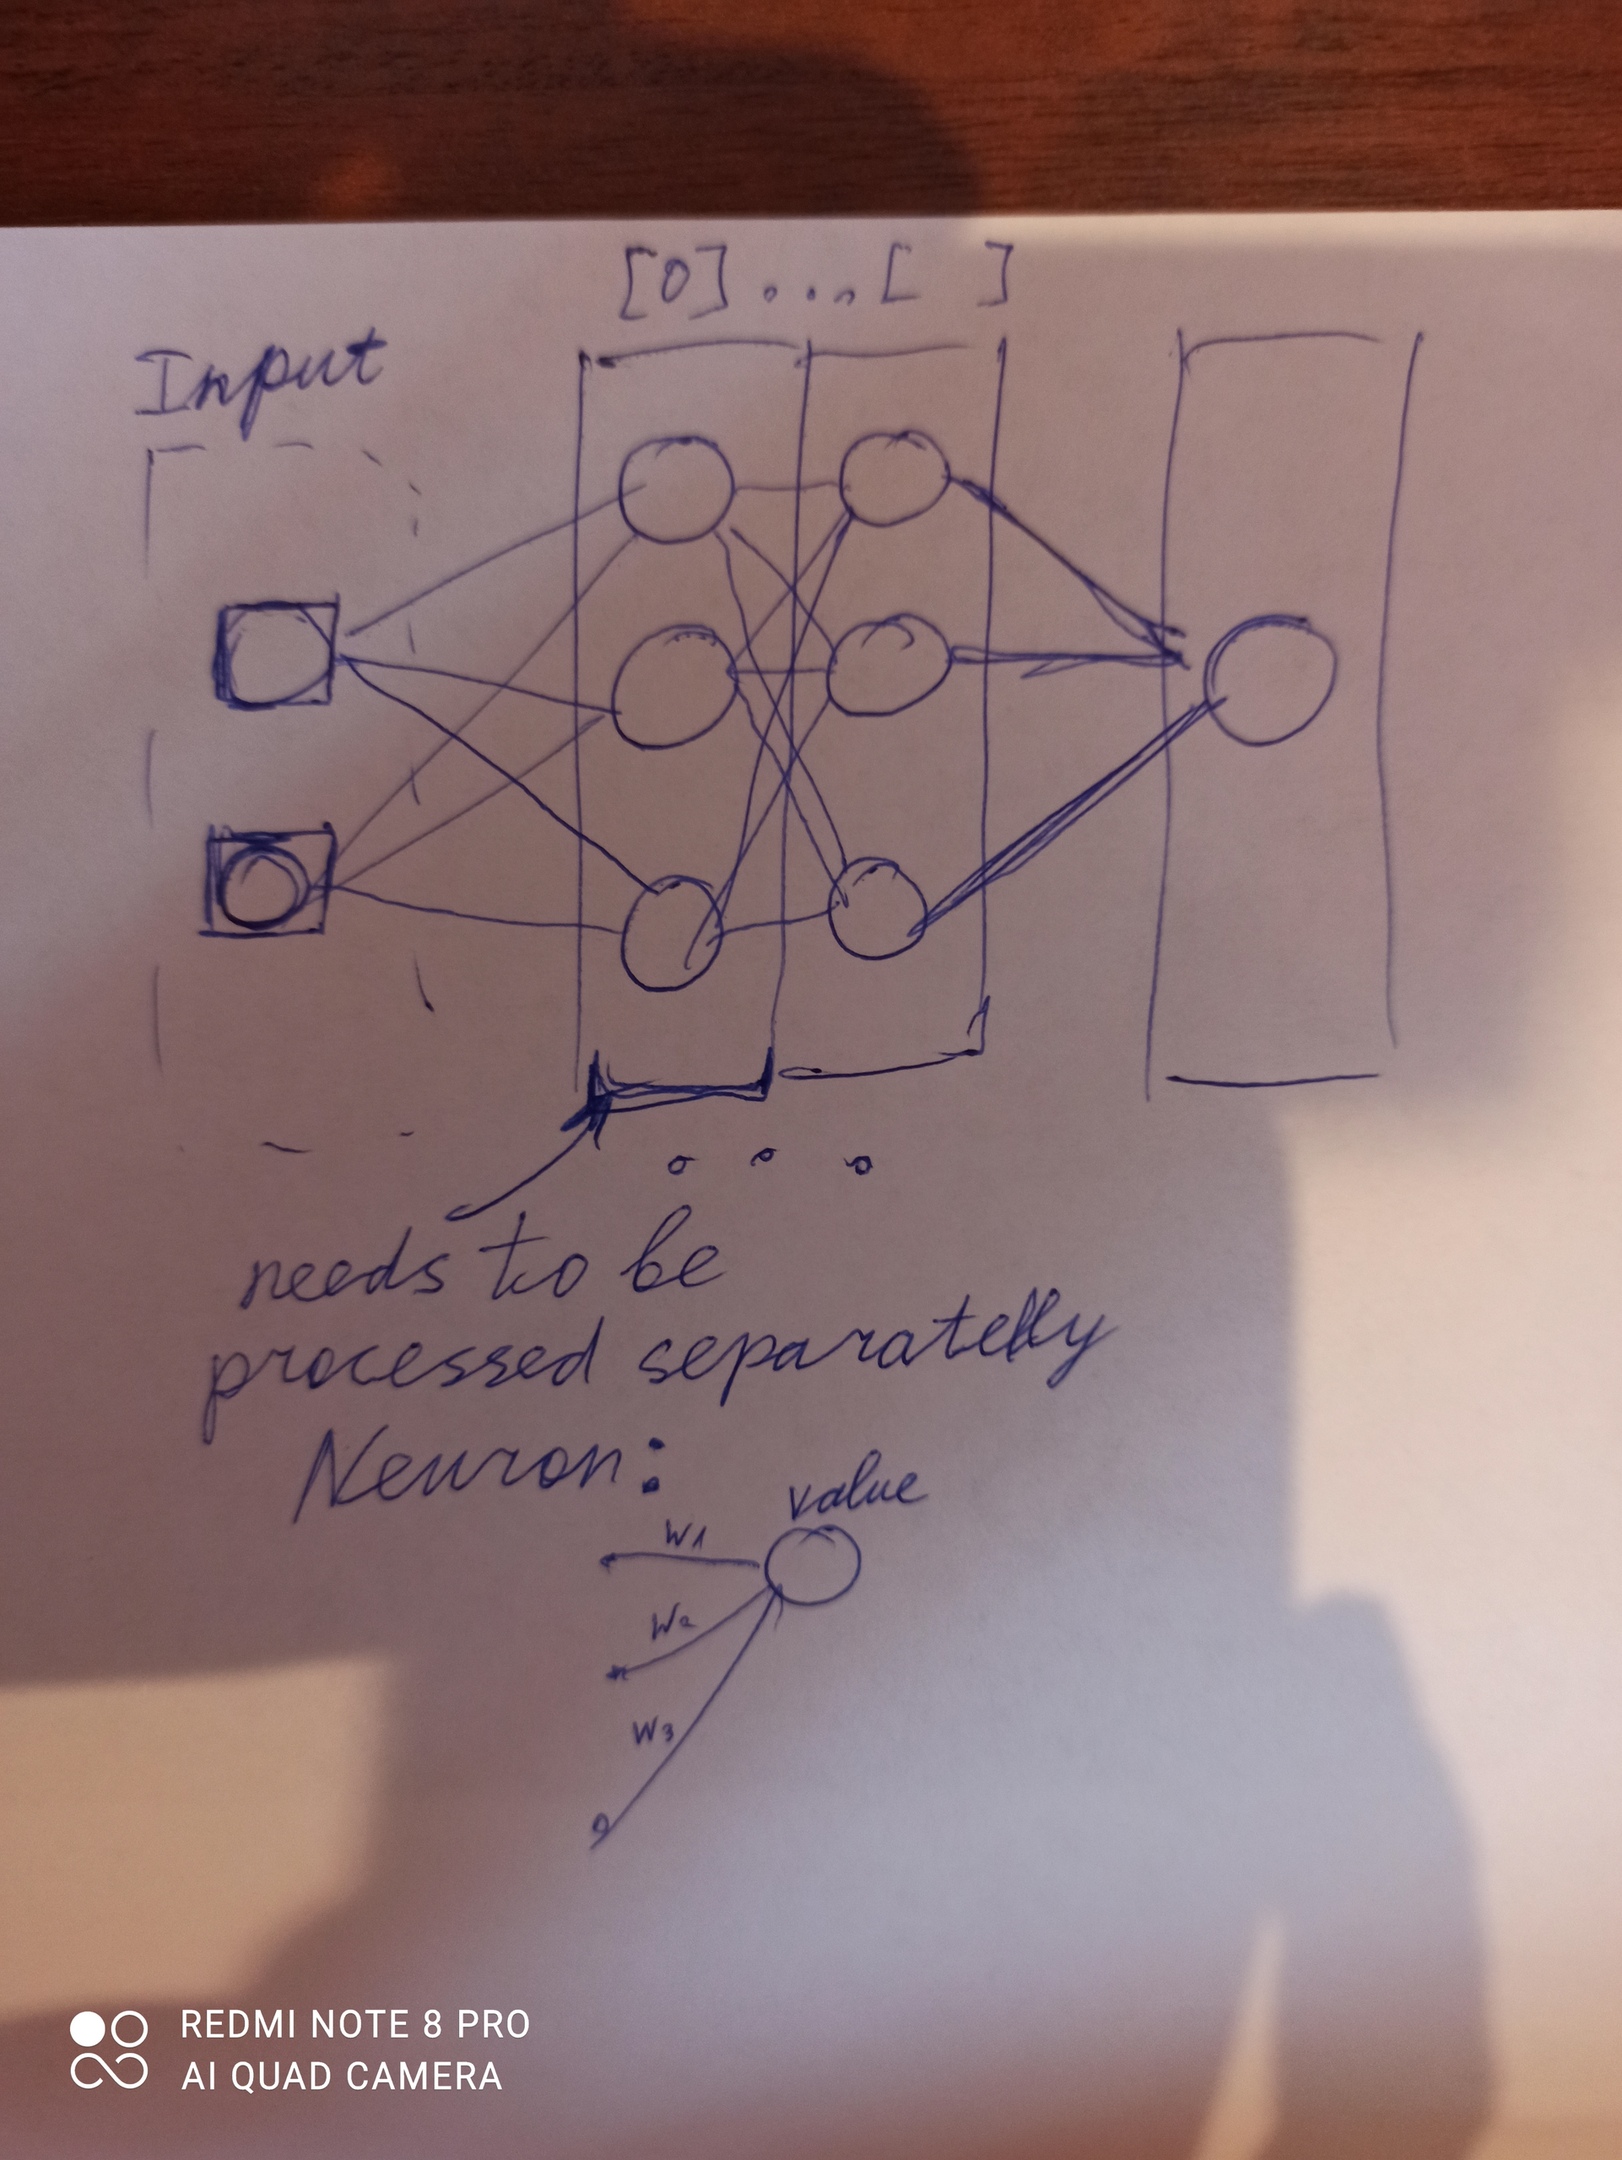 [0]...[ ]
Input
needs to be
processed separatelly
Neuron:
value
W1
W2
W3
REDMI NOTE 8 PRO
AI QUAD CAMERA